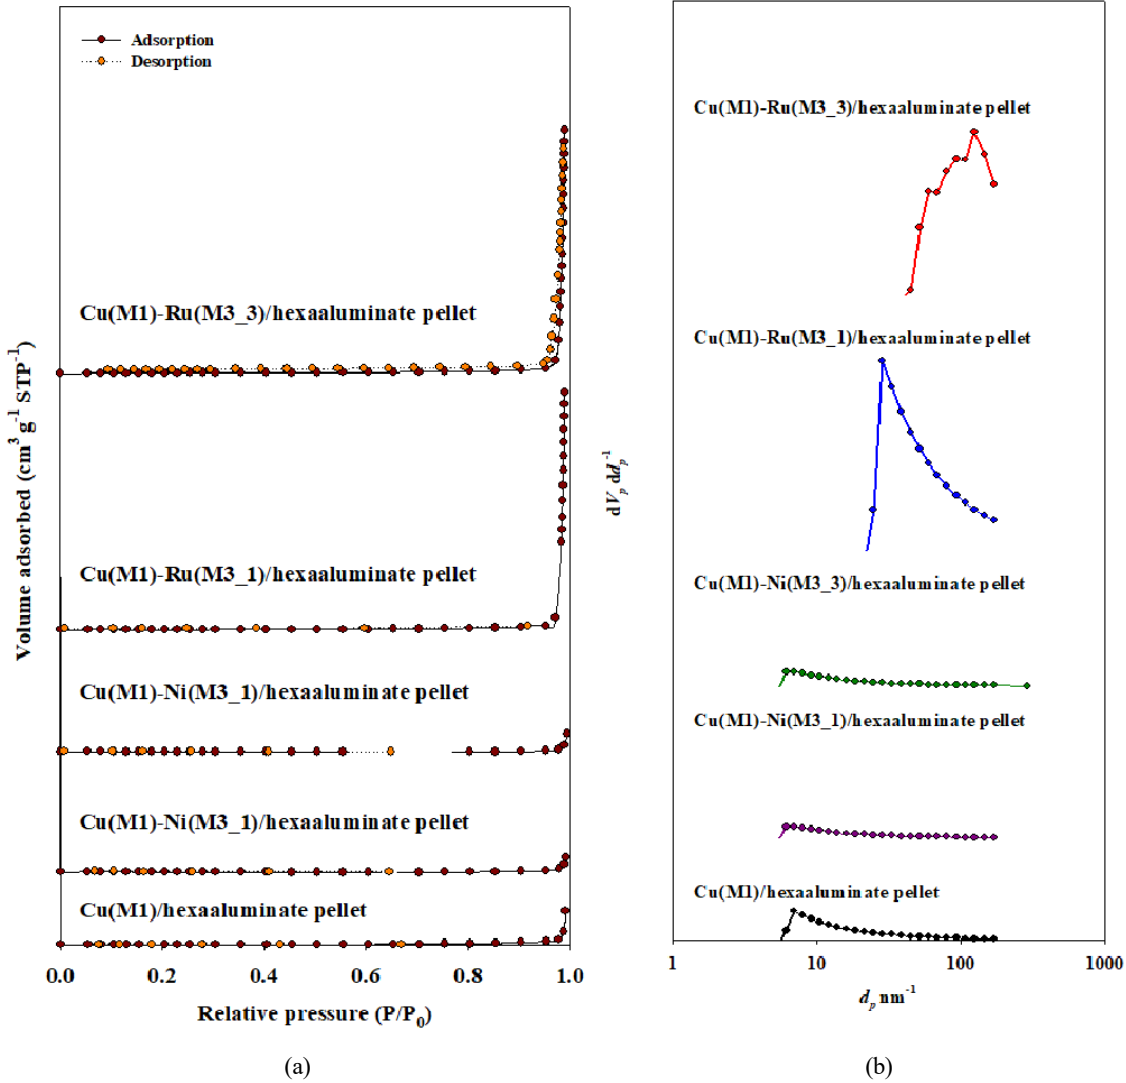 Adsorption
Desorption
Cu(M1)-Ru(M3_3)/hexaaluminate pellet
Cu(M1)-Ru(M3_1)/hexaaluminate pellet
Cu(M1)-Ni(M3_1)/hexaaluminate pellet
Cu(M1)-Ni(M3_1)/hexaaluminate pellet
Cu(M1)/hexaaluminate pellet
Volume adsorbed (cm³ g⁻¹ STP⁻¹)
0.0 0.2 0.4 0.6 0.8 1.0
Relative pressure (P/P₀)
(a)
Cu(M1)-Ru(M3_3)/hexaaluminate pellet
Cu(M1)-Ru(M3_1)/hexaaluminate pellet
Cu(M1)-Ni(M3_3)/hexaaluminate pellet
Cu(M1)-Ni(M3_1)/hexaaluminate pellet
Cu(M1)/hexaaluminate pellet
dVₚ ddₚ⁻¹
1 10 100 1000
dₚ nm⁻¹
(b)